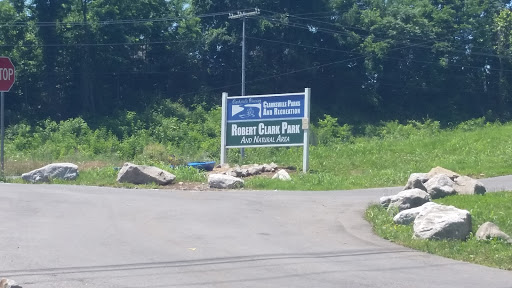 STOP
CLARKSVILLE PARKS
AND RECREATION
ROBERT CLARK PARK
AND NATURAL AREA